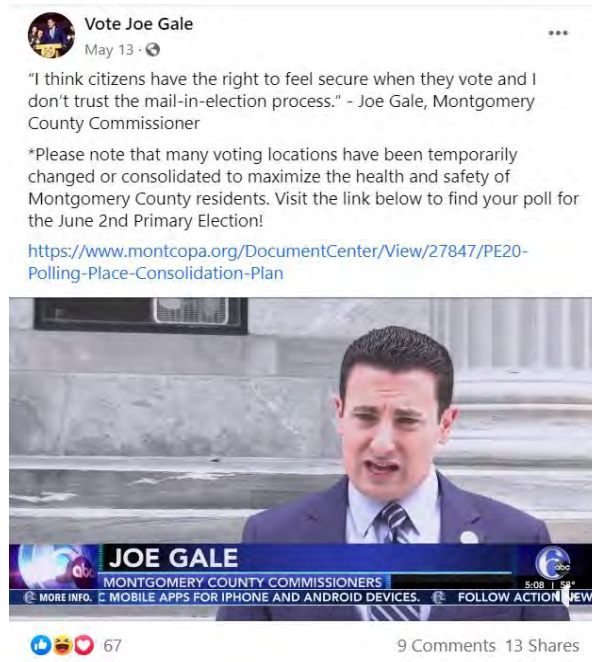 Vote Joe Gale
May 13
"I think citizens have the right to feel secure when they vote and I
don't trust the mail-in-election process." - Joe Gale, Montgomery
County Commissioner
*Please note that many voting locations have been temporarily
changed or consolidated to maximize the health and safety of
Montgomery County residents. Visit the link below to find your poll for
the June 2nd Primary Election!
https://www.montcopa.org/DocumentCenter/View/27847/PE20-
Polling-Place-Consolidation-Plan
abc JOE GALE abc
MONTGOMERY COUNTY COMMISSIONERS 5:08 58°
MORE INFO. C MOBILE APPS FOR IPHONE AND ANDROID DEVICES. FOLLOW ACTION NEW
67 9 Comments 13 Shares